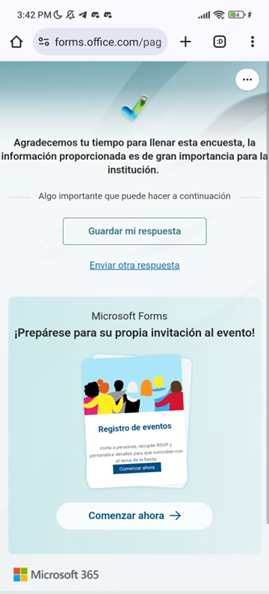 3:42 PM
forms.office.com/pag
:D
Agradecemos tu tiempo para llenar esta encuesta, la
información proporcionada es de gran importancia para la
institución.
Algo importante que puede hacer a continuación
Guardar mi respuesta
Enviar otra respuesta
Microsoft Forms
¡Prepárese para su propia invitación al evento!
Registro de eventos
Invite a personas, recopile RSVP y
personalice detalles para que coincidan con
el tema de la fiesta.
Comenzar ahora
Comenzar ahora →
Microsoft 365